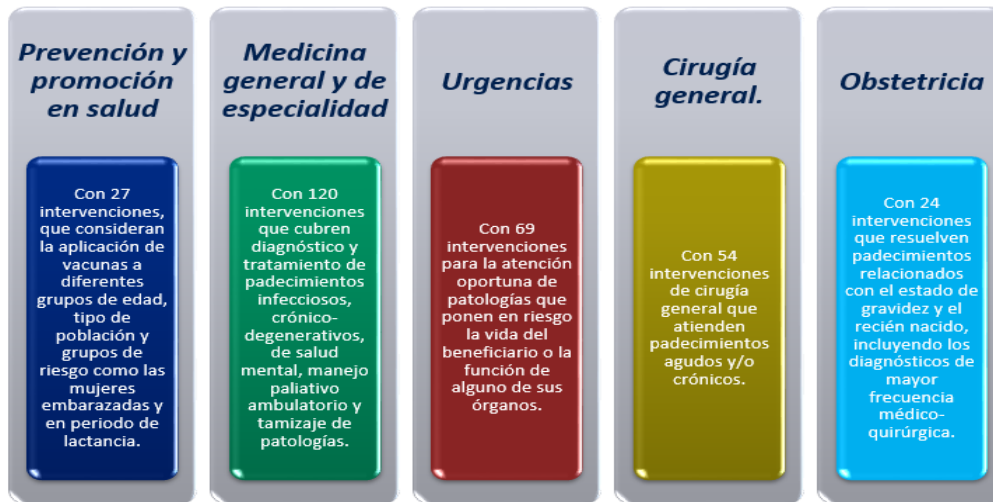 Prevención y
promoción
en salud
Con 27
intervenciones,
que consideran
la aplicación de
vacunas a
diferentes
grupos de edad,
tipo de
población y
grupos de
riesgo como las
mujeres
embarazadas y
en periodo de
lactancia.
Medicina
general y de
especialidad
Con 120
intervenciones
que cubren
diagnóstico y
tratamiento de
padecimientos
infecciosos,
crónico-
degenerativos,
de salud
mental, manejo
paliativo
ambulatorio y
tamizaje de
patologías.
Urgencias
Con 69
intervenciones
para la atención
oportuna de
patologías que
ponen en riesgo
la vida del
beneficiario o la
función de
alguno de sus
órganos.
Cirugía
general.
Con 54
intervenciones
de cirugía
general que
atienden
padecimientos
agudos y/o
crónicos.
Obstetricia
Con 24
intervenciones
que resuelven
padecimientos
relacionados
con el estado de
gravidez y el
recién nacido,
incluyendo los
diagnósticos de
mayor
frecuencia
médico-
quirúrgica.